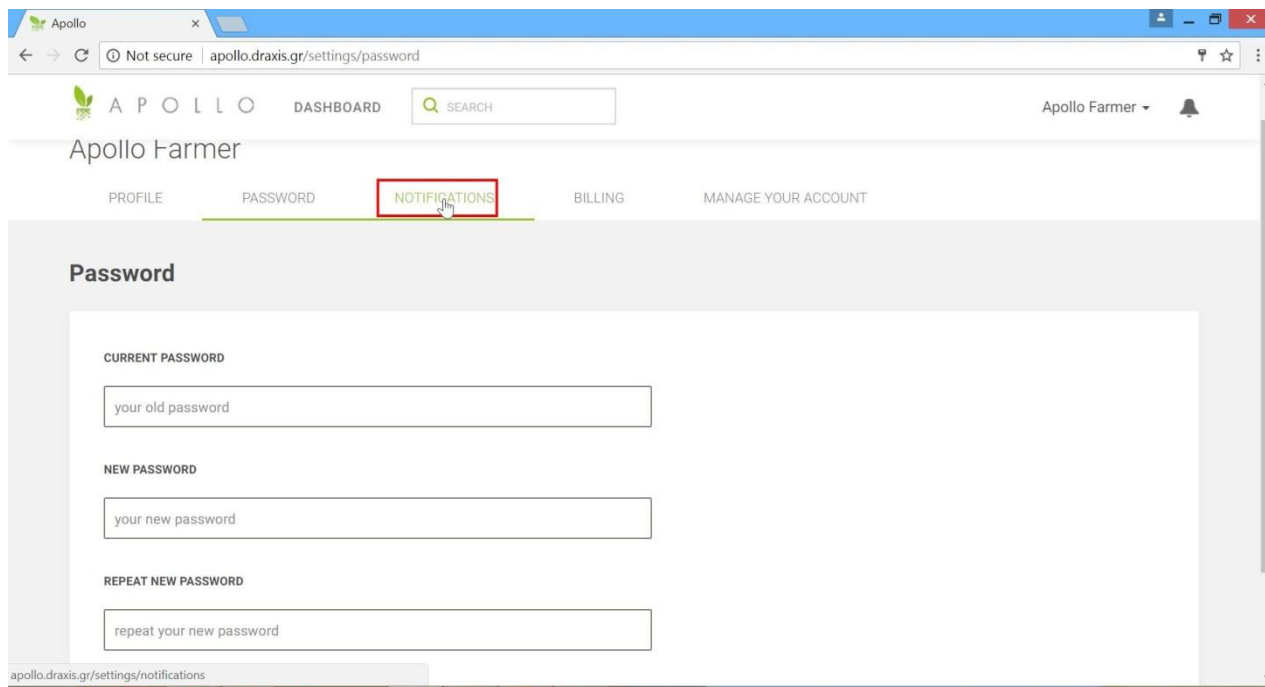 Apollo
Not secure apollo.draxis.gr/settings/password
APOLLO DASHBOARD SEARCH Apollo Farmer
Apollo Farmer
PROFILE PASSWORD NOTIFICATIONS BILLING MANAGE YOUR ACCOUNT
Password
CURRENT PASSWORD
your old password
NEW PASSWORD
your new password
REPEAT NEW PASSWORD
repeat your new password
apollo.draxis.gr/settings/notifications